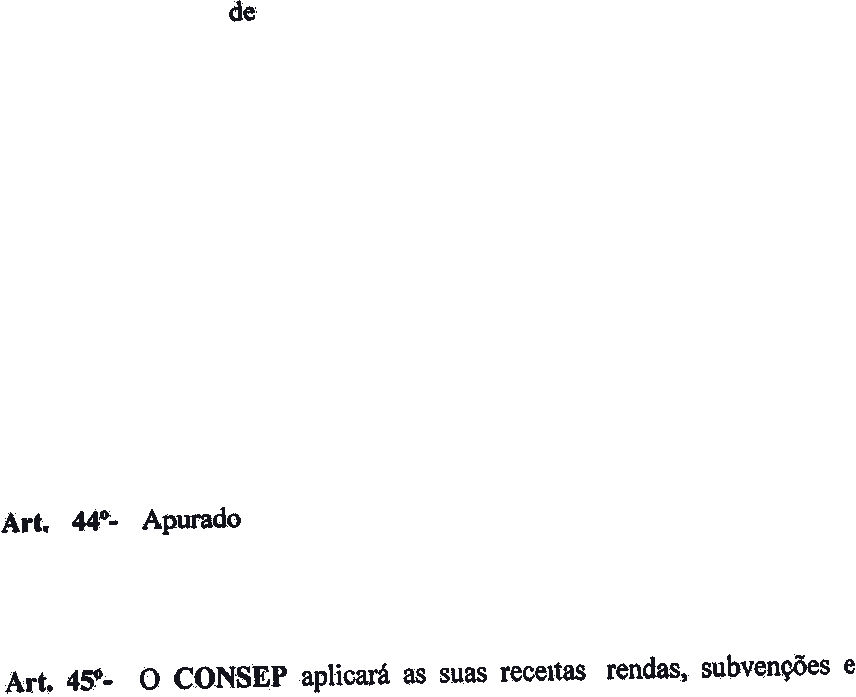 de
Art. 44º- Apurado
Art. 45º- O CONSEP aplicará as suas receitas rendas, subvenções e